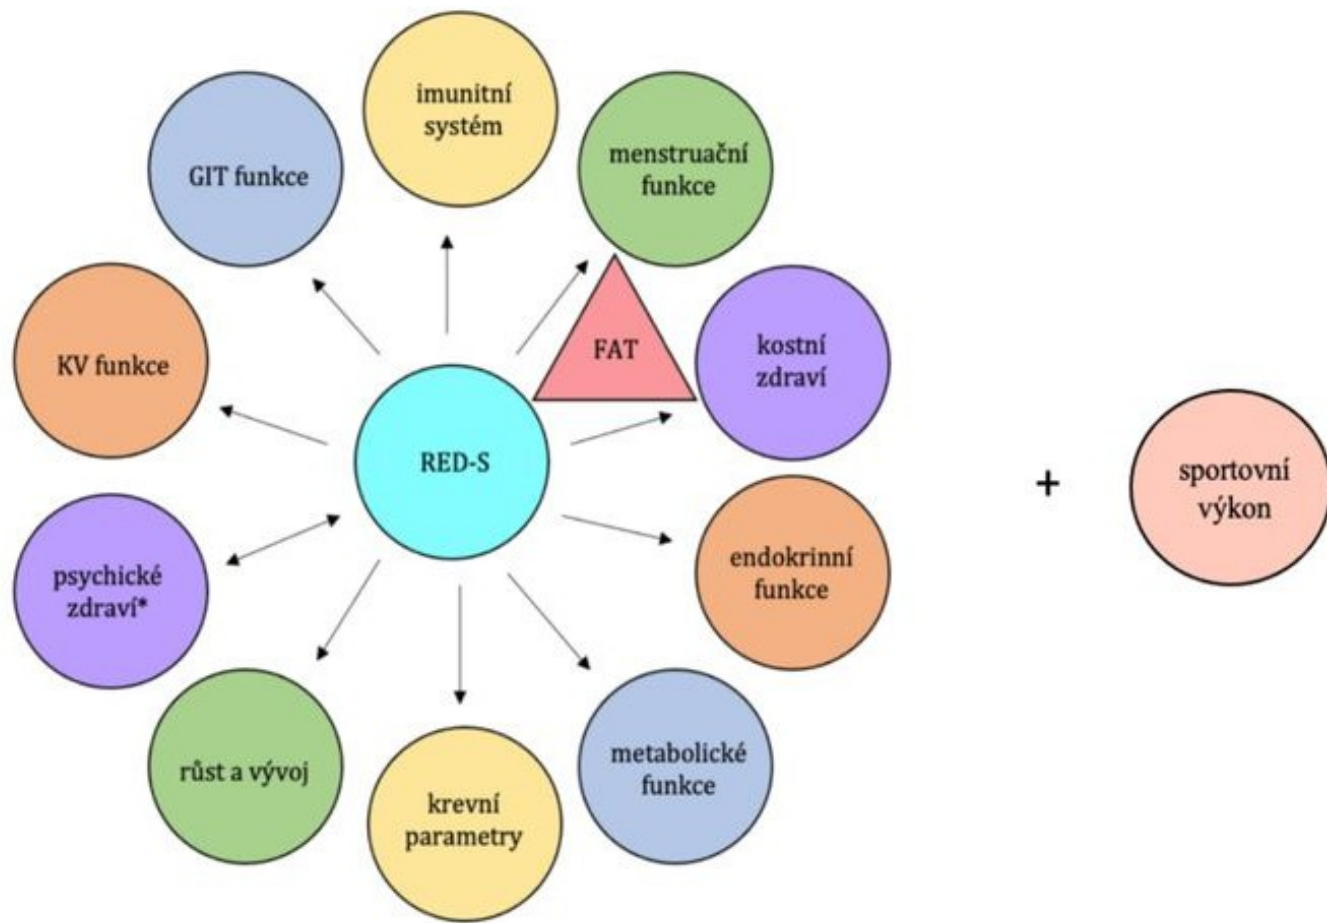 imunitní
systém
menstruační
funkce
GIT funkce
kostní
zdraví
FAT
KV funkce
RED-S
sportovní
výkon
+
endokrinní
funkce
psychické
zdraví*
metabolické
funkce
růst a vývoj
krevní
parametry